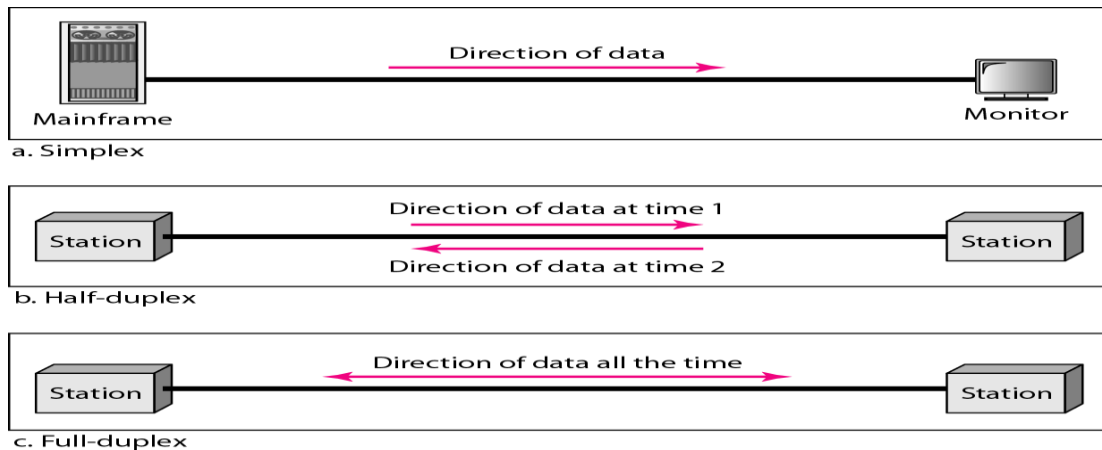 Direction of data
Mainframe
Monitor
a. Simplex
Direction of data at time 1
Station
Station
Direction of data at time 2
b. Half-duplex
Direction of data all the time
Station
Station
c. Full-duplex